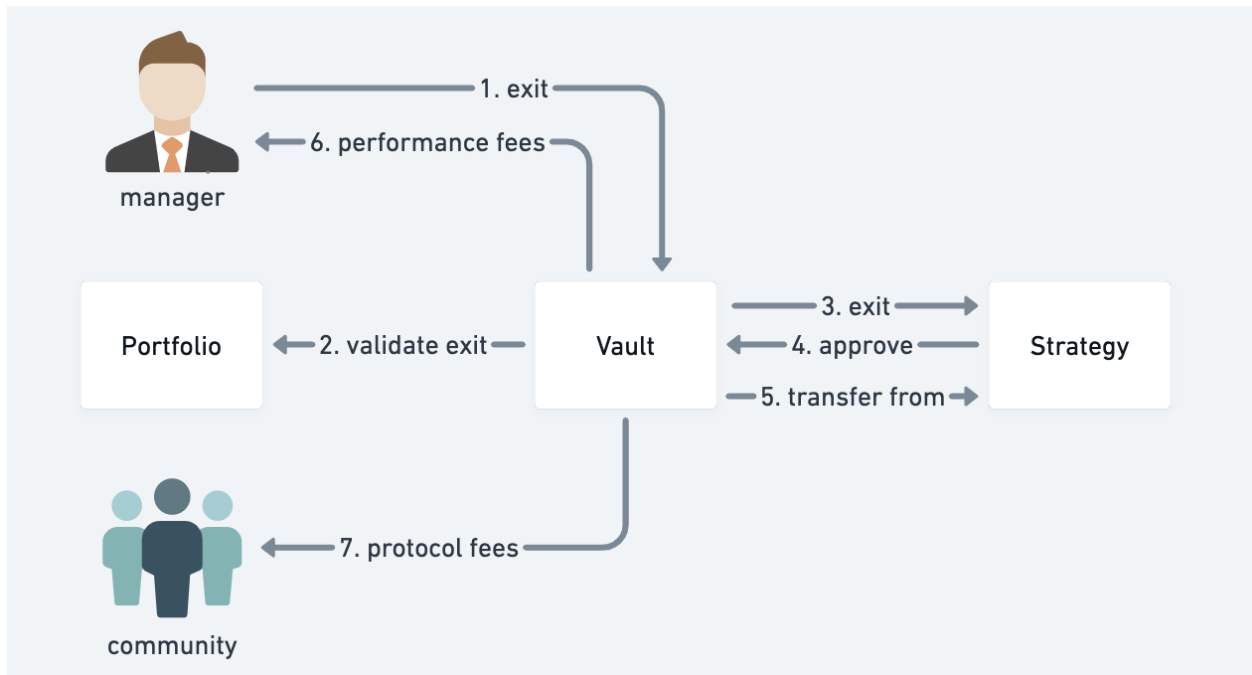 1. exit
6. performance fees
manager
Portfolio
2. validate exit
Vault
3. exit
4. approve
5. transfer from
Strategy
7. protocol fees
community